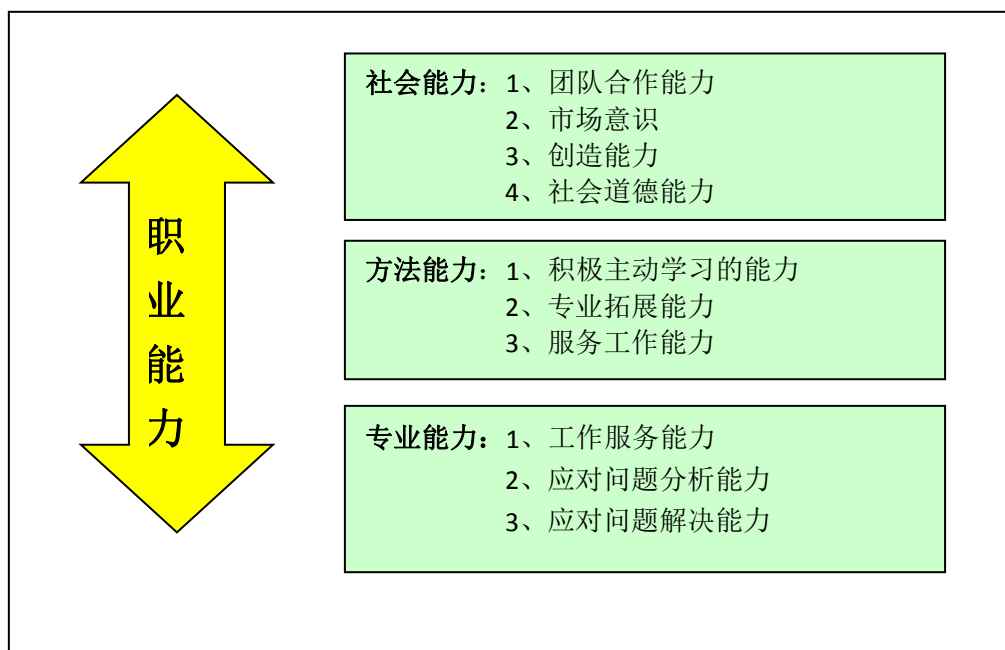 职业能力
社会能力：1、团队合作能力
2、市场意识
3、创造能力
4、社会道德能力
方法能力：1、积极主动学习的能力
2、专业拓展能力
3、服务工作能力
专业能力：1、工作服务能力
2、应对问题分析能力
3、应对问题解决能力